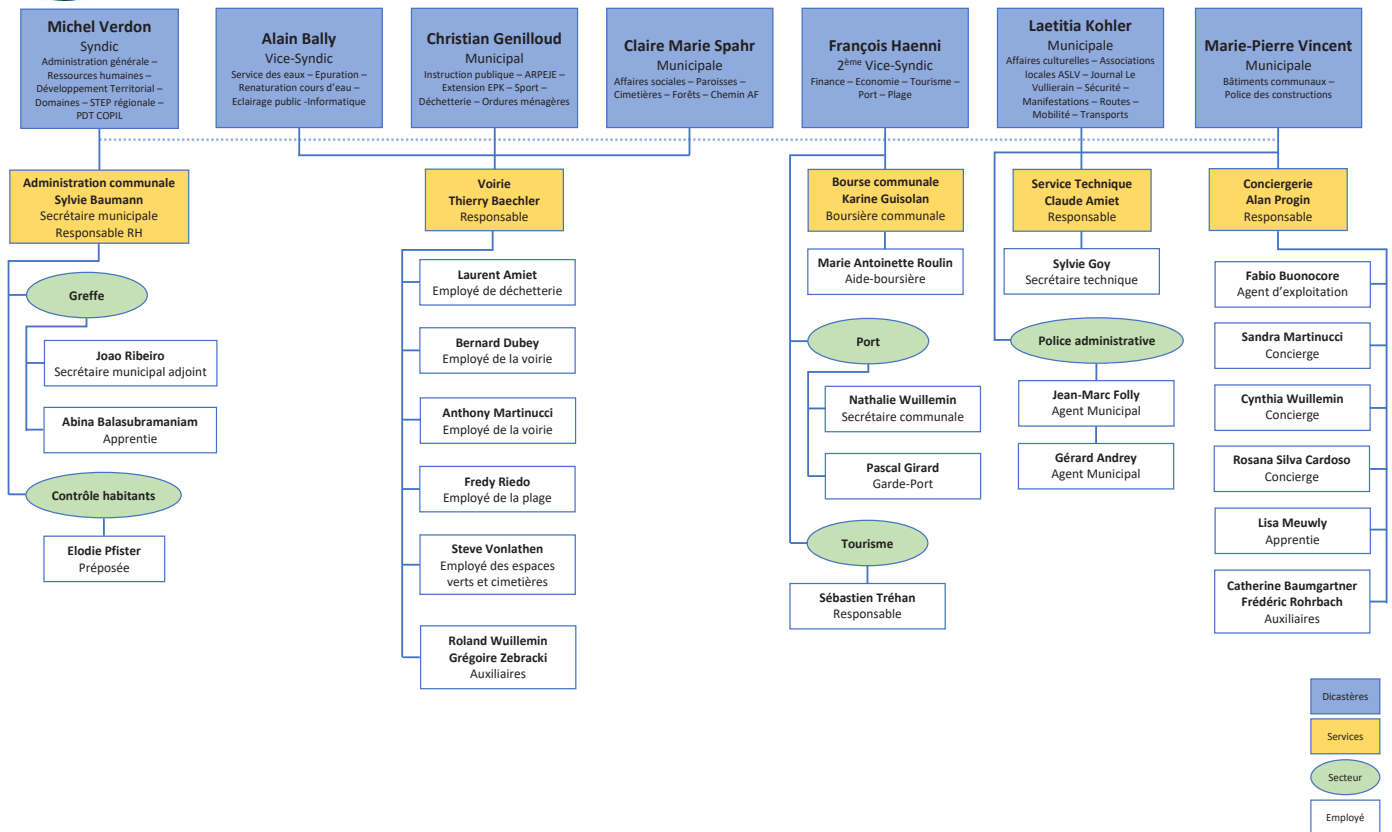 Michel Verdon
Syndic
Administration générale –
Ressources humaines –
Développement Territorial –
Domaines – STEP régionale –
PDT COPIL
Alain Bally
Vice-Syndic
Service des eaux – Epuration –
Renaturation cours d'eau –
Eclairage public -Informatique
Christian Genilloud
Municipal
Instruction publique – ARPEJE –
Extension EPK – Sport –
Déchetterie – Ordures ménagères
Claire Marie Spahr
Municipale
Affaires sociales – Paroisses –
Cimetières – Forêts – Chemin AF
François Haenni
2ème Vice-Syndic
Finance – Economie – Tourisme –
Port – Plage
Laetitia Kohler
Municipale
Affaires culturelles – Associations
locales ASLV – Journal Le
Vullierain – Sécurité –
Manifestations – Routes –
Mobilité – Transports
Marie-Pierre Vincent
Municipale
Bâtiments communaux –
Police des constructions
Administration communale
Sylvie Baumann
Secrétaire municipale
Responsable RH
Greffe
Joao Ribeiro
Secrétaire municipal adjoint
Abina Balasubramaniam
Apprentie
Contrôle habitants
Elodie Pfister
Préposée
Voirie
Thierry Baechler
Responsable
Laurent Amiet
Employé de déchetterie
Bernard Dubey
Employé de la voirie
Anthony Martinucci
Employé de la voirie
Fredy Riedo
Employé de la plage
Steve Vonlathen
Employé des espaces
verts et cimetières
Roland Wuillemin
Grégoire Zebracki
Auxiliaires
Bourse communale
Karine Guisolan
Boursière communale
Marie Antoinette Roulin
Aide-boursière
Port
Nathalie Wuillemin
Secrétaire communale
Pascal Girard
Garde-Port
Tourisme
Sébastien Tréhan
Responsable
Service Technique
Claude Amiet
Responsable
Sylvie Goy
Secrétaire technique
Police administrative
Jean-Marc Folly
Agent Municipal
Gérard Andrey
Agent Municipal
Conciergerie
Alan Progin
Responsable
Fabio Buonocore
Agent d'exploitation
Sandra Martinucci
Concierge
Cynthia Wuillemin
Concierge
Rosana Silva Cardoso
Concierge
Lisa Meuwly
Apprentie
Catherine Baumgartner
Frédéric Rohrbach
Auxiliaires
Dicastères
Services
Secteur
Employé